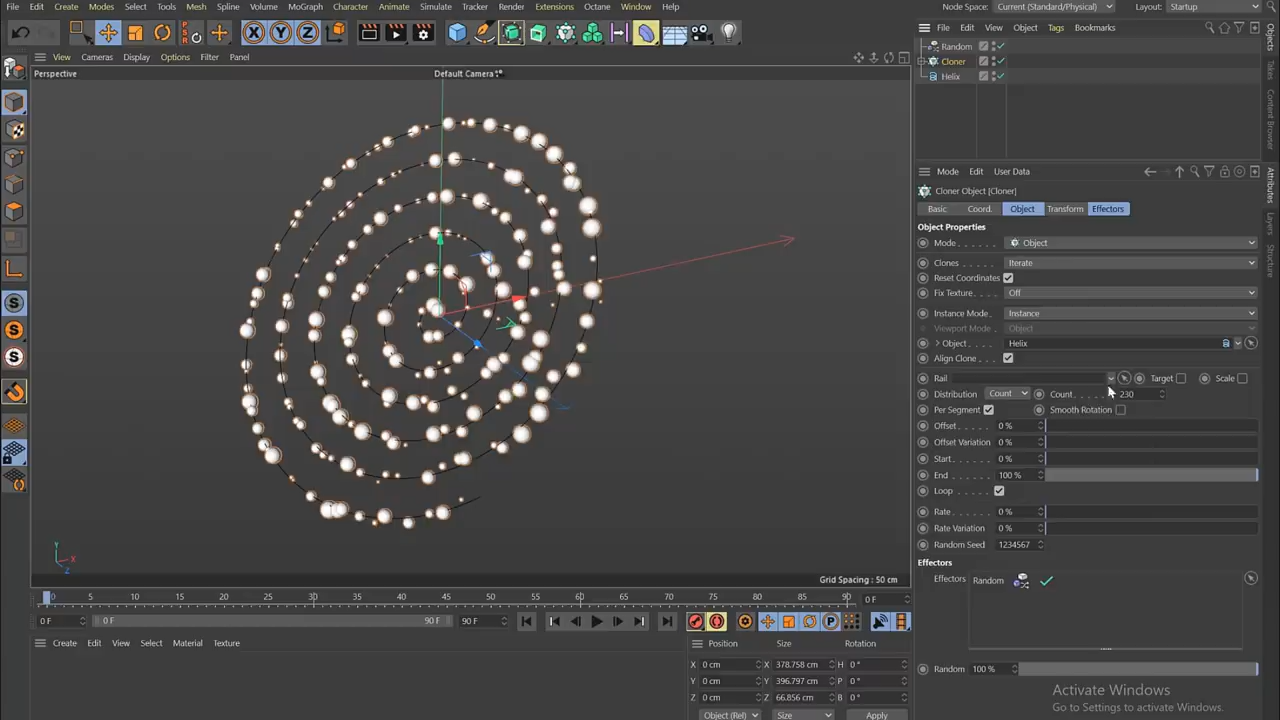 File Edit Create Modes Select Tools Mesh Spline Volume MoGraph Character Animate Simulate Tracker Render Extensions Octane Window Help Node Space: Current (Standard/Physical) Layout: Startup
PSR
X Y Z
File Edit View Object Tags Bookmarks
View Cameras Display Options Filter Panel
Perspective Default Camera
Random
Cloner
Helix
Objects
Takes
Content Browser
Attributes
Layers
Structure
Mode Edit User Data
Cloner Object [Cloner]
Basic Coord. Object Transform Effectors
Object Properties
Mode Object
Clones Iterate
Reset Coordinates
Fix Texture Off
Instance Mode Instance
Viewport Mode Object
> Object Helix
Align Clone
Rail Target Scale
Distribution Count Count 230
Per Segment Smooth Rotation
Offset 0 %
Offset Variation 0 %
Start 0 %
End 100 %
Loop
Rate 0 %
Rate Variation 0 %
Random Seed 1234567
Effectors
Effectors Random
Random 100 %
S
S
S
Y
X
Z
Grid Spacing : 50 cm
0 5 10 15 20 25 30 35 40 45 50 55 60 65 70 75 80 85 90 0 F
0 F 0 F 90 F 90 F
P
Create Edit View Select Material Texture
Position Size Rotation
X 0 cm X 378.758 cm H 0 °
Y 0 cm Y 396.797 cm P 0 °
Z 0 cm Z 66.856 cm B 0 °
Object (Rel) Size Apply
Activate Windows
Go to Settings to activate Windows.